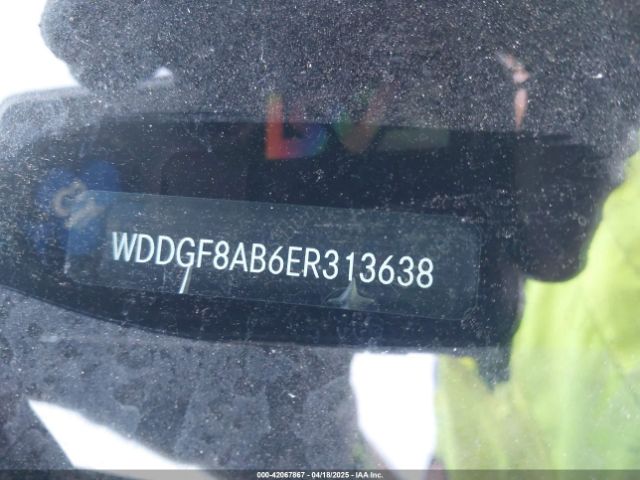 WDDGF8AB6ER313638
000-42067867 | 04/18/2025 | IAA Inc.